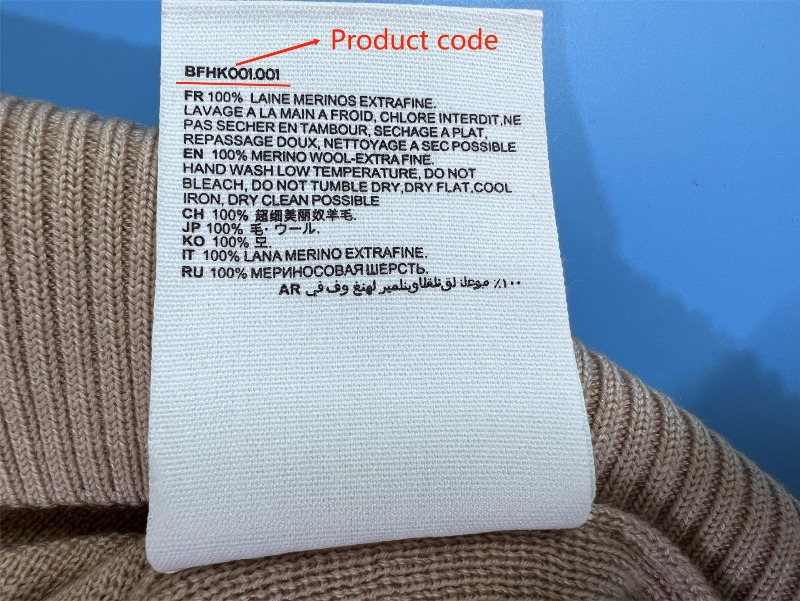 Product code
BFHK001.001
FR 100% LAINE MERINOS EXTRAFINE.
LAVAGE A LA MAIN A FROID, CHLORE INTERDIT,NE
PAS SECHER EN TAMBOUR, SECHAGE A PLAT,
REPASSAGE DOUX, NETTOYAGE A SEC POSSIBLE
EN 100% MERINO WOOL-EXTRAFINE.
HAND WASH LOW TEMPERATURE, DO NOT
BLEACH, DO NOT TUMBLE DRY,DRY FLAT,COOL
IRON, DRY CLEAN POSSIBLE
CH 100% 超细美丽奴羊毛.
JP 100% 毛· ウール.
KO 100% 모.
IT 100% LANA MERINO EXTRAFINE.
RU 100% МЕРИНОСОВАЯ ШЕРСТЬ.
AR ١٠٠٪